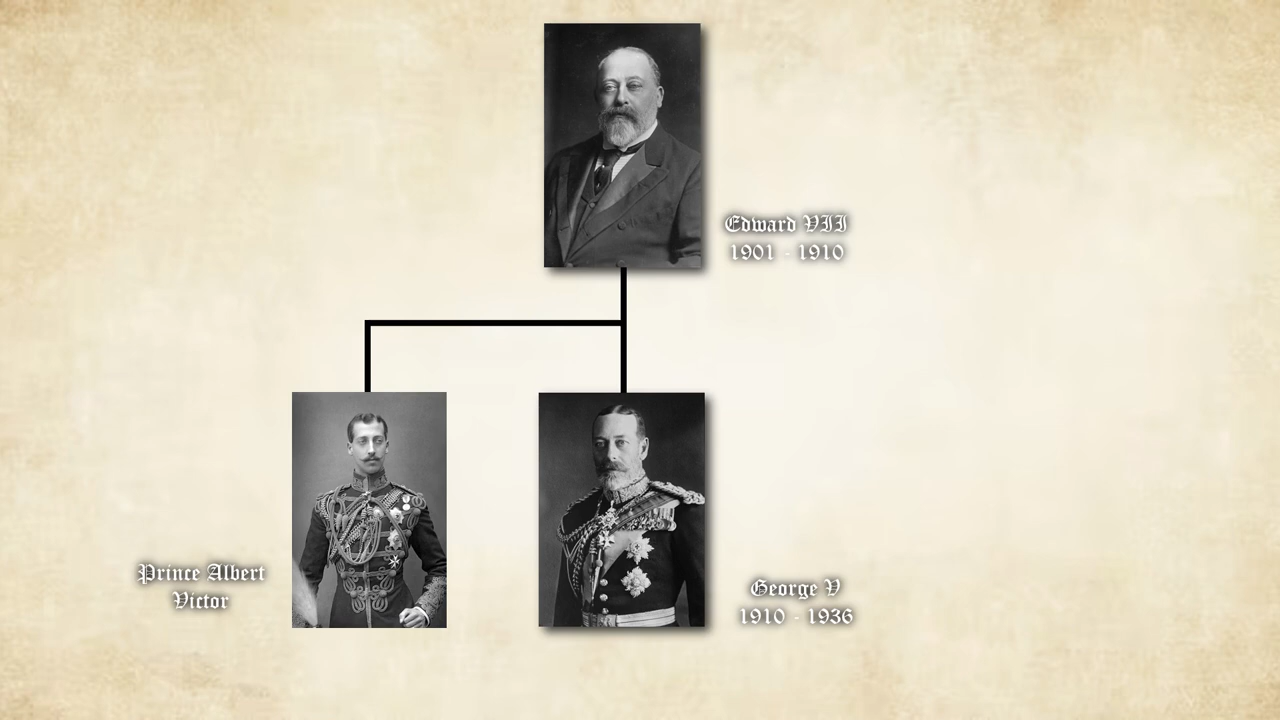 Edward VII
1901 - 1910
Prince Albert
Victor
George V
1910 - 1936